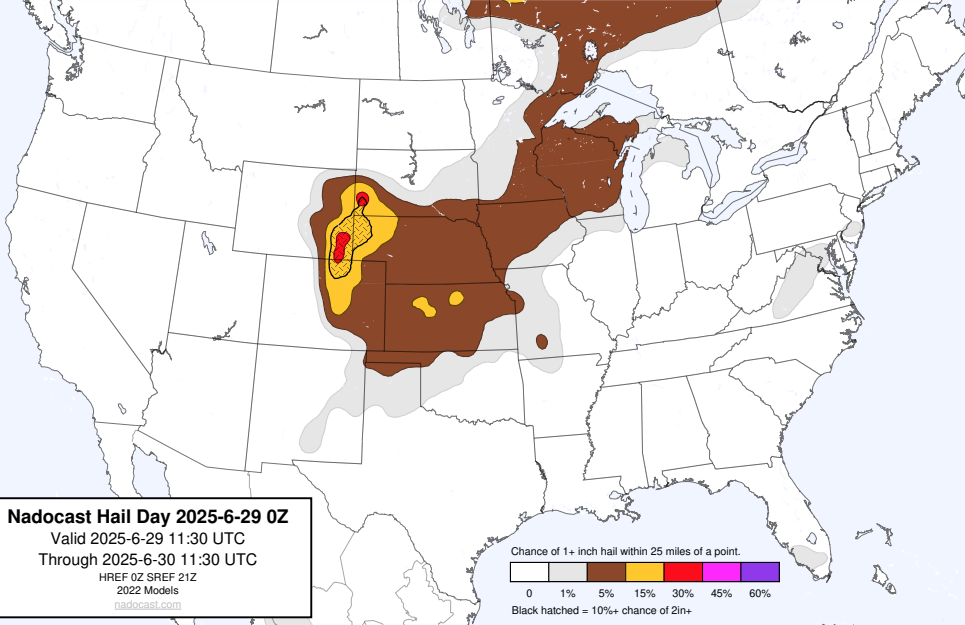 Nadocast Hail Day 2025-6-29 0Z
Valid 2025-6-29 11:30 UTC
Through 2025-6-30 11:30 UTC
HREF 0Z SREF 21Z
2022 Models
nadocast.com
Chance of 1+ inch hail within 25 miles of a point.
0 1% 5% 15% 30% 45% 60%
Black hatched = 10%+ chance of 2in+